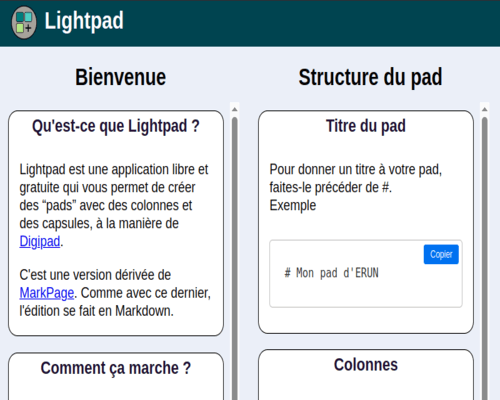 Lightpad
Bienvenue
Qu'est-ce que Lightpad ?
Lightpad est une application libre et
gratuite qui vous permet de créer
des “pads” avec des colonnes et
des capsules, à la manière de
Digipad.
C'est une version dérivée de
MarkPage. Comme avec ce dernier,
l'édition se fait en Markdown.
Comment ça marche ?
Structure du pad
Titre du pad
Pour donner un titre à votre pad,
faites-le précéder de #.
Exemple
Copier
# Mon pad d'ERUN
Colonnes